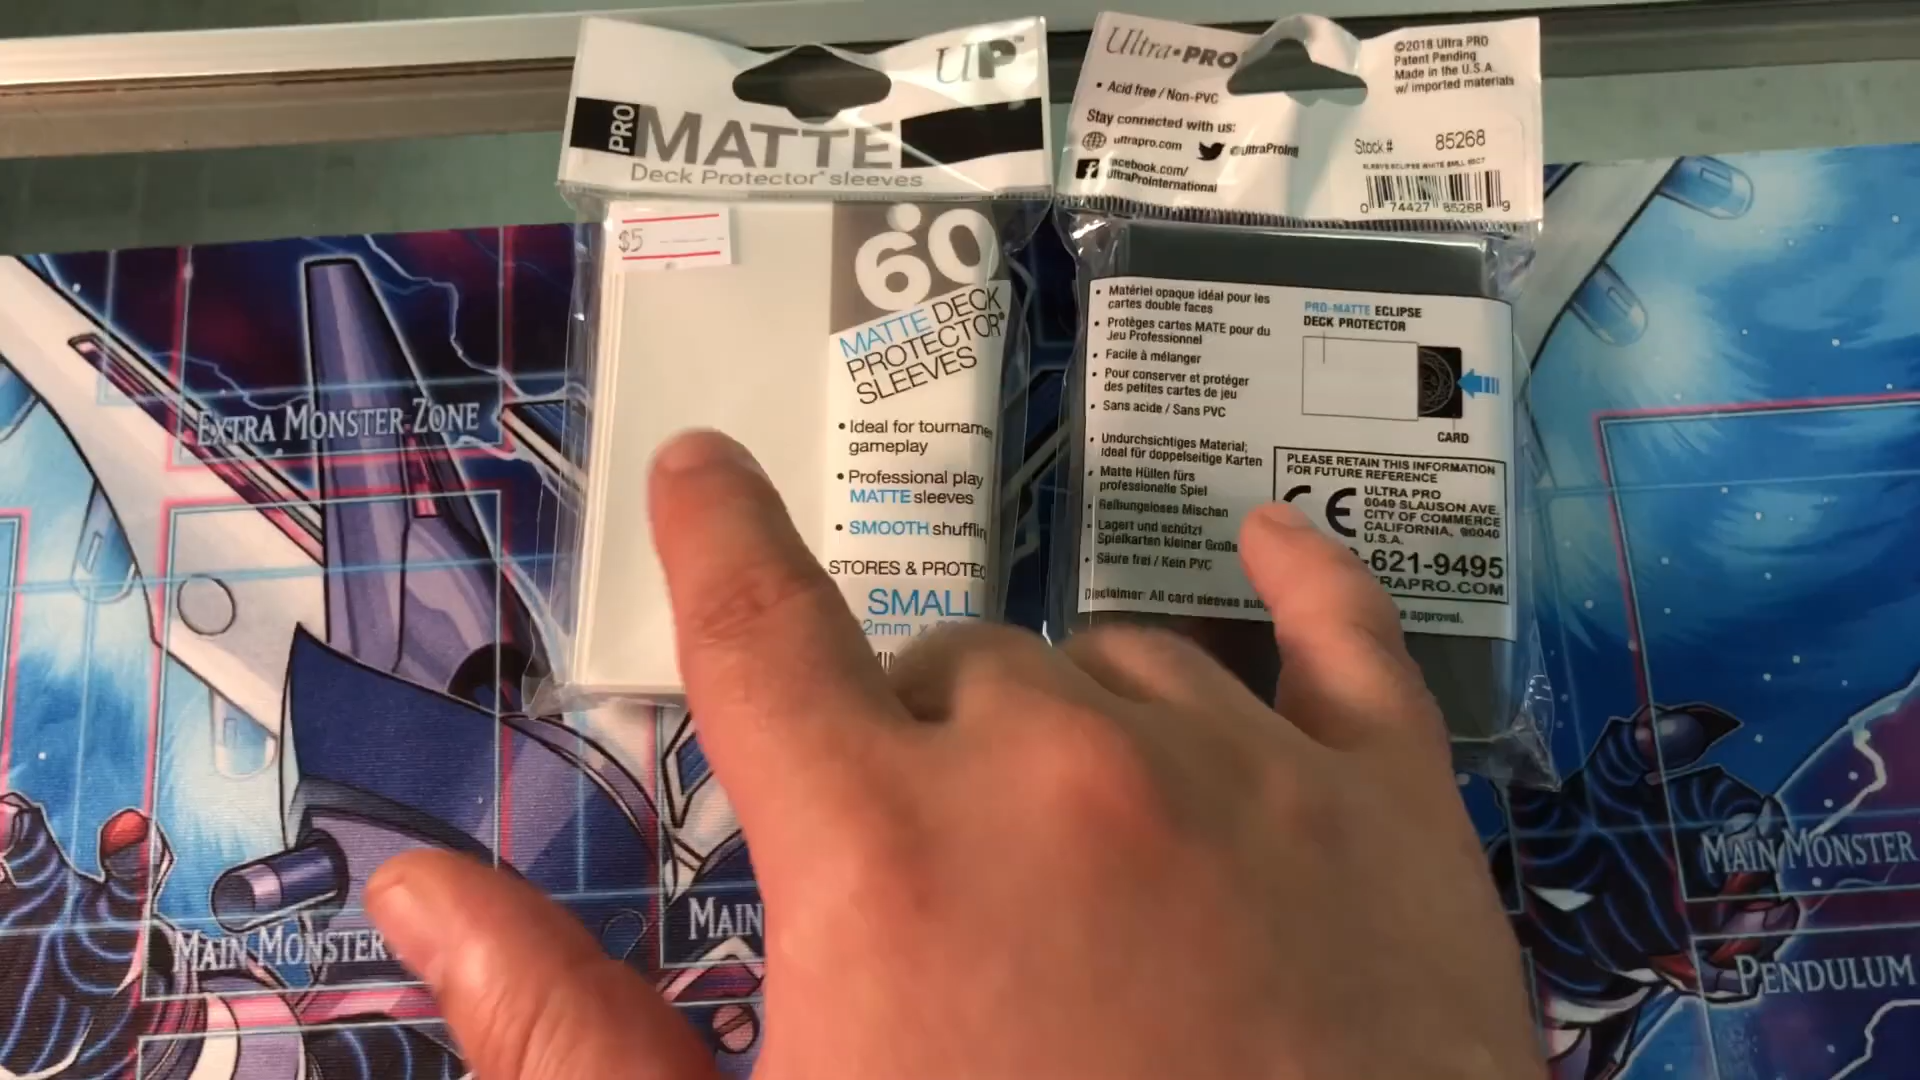 UP™
PRO
MATTE
Deck Protector® sleeves
$5
60
MATTE DECK
PROTECTOR®
SLEEVES
• Ideal for
gameplay
• Professional play
MATTE sleeves
• SMOOTH
STORES &
SMALL
Ultra•PRO
• Acid free / Non-PVC
Stay connected with us:
ultrapro.com
@UltraProIntl
facebook.com/
UltraProInternational
©2018 Ultra PRO
Patent Pending
Made in the U.S.A.
w/ imported materials
Stock # 85268
0 74427 85268 9
• Matériel opaque idéal pour les
cartes double faces
• Protèges cartes MATE pour du
Jeu Professionnel
• Facile à mélanger
• Pour conserver et protéger
des petites cartes de jeu
• Sans acide / Sans PVC
• Undurchsichtiges Material;
Ideal für doppelseitige Karten
• Matte Hüllen fürs
professionelle Spiel
• Reibungsloses Mischen
• Lagert und schützt
Spielkarten kleiner Größe
• Säure frei / Kein PVC
Disclaimer: All card sleeves
approval.
PRO-MATTE ECLIPSE
DECK PROTECTOR
CARD
PLEASE RETAIN THIS INFORMATION
FOR FUTURE REFERENCE
CE
ULTRA PRO
6049 SLAUSON AVE.
CITY OF COMMERCE
CALIFORNIA, 90040
U.S.A.
-621-9495
RAPRO.COM
EXTRA MONSTER ZONE
MAIN MONSTER
MAIN
MAIN MONSTER
PENDULUM